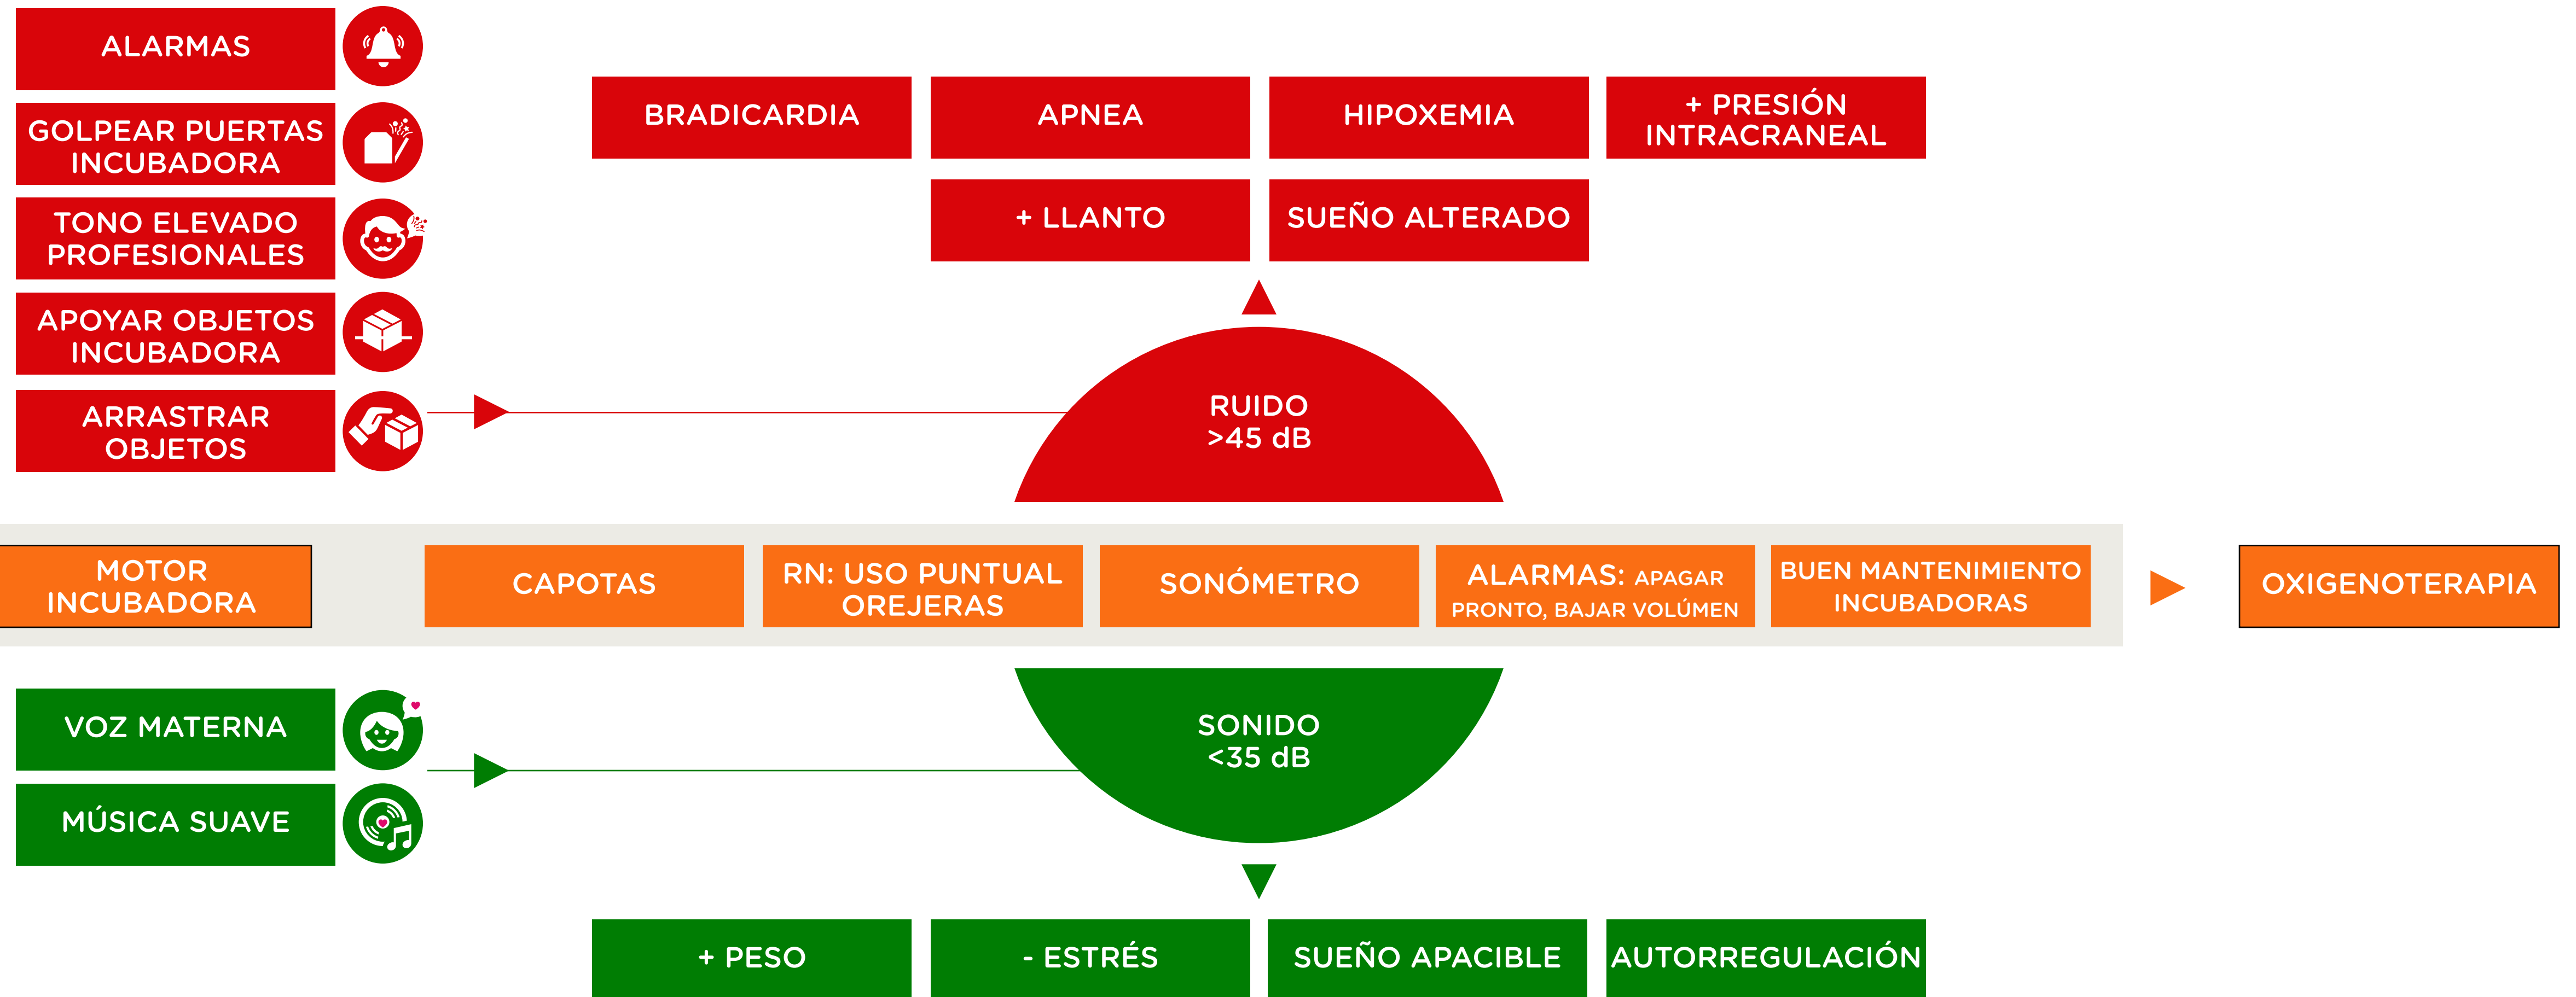 ALARMAS
GOLPEAR PUERTAS
INCUBADORA
TONO ELEVADO
PROFESIONALES
APOYAR OBJETOS
INCUBADORA
ARRASTRAR
OBJETOS
BRADICARDIA
APNEA
HIPOXEMIA
+ PRESIÓN
INTRACRANEAL
+ LLANTO
SUEÑO ALTERADO
RUIDO
>45 dB
MOTOR
INCUBADORA
CAPOTAS
RN: USO PUNTUAL
OREJERAS
SONÓMETRO
ALARMAS: APAGAR
PRONTO, BAJAR VOLÚMEN
BUEN MANTENIMIENTO
INCUBADORAS
OXIGENOTERAPIA
VOZ MATERNA
MÚSICA SUAVE
SONIDO
<35 dB
+ PESO
- ESTRÉS
SUEÑO APACIBLE
AUTORREGULACIÓN